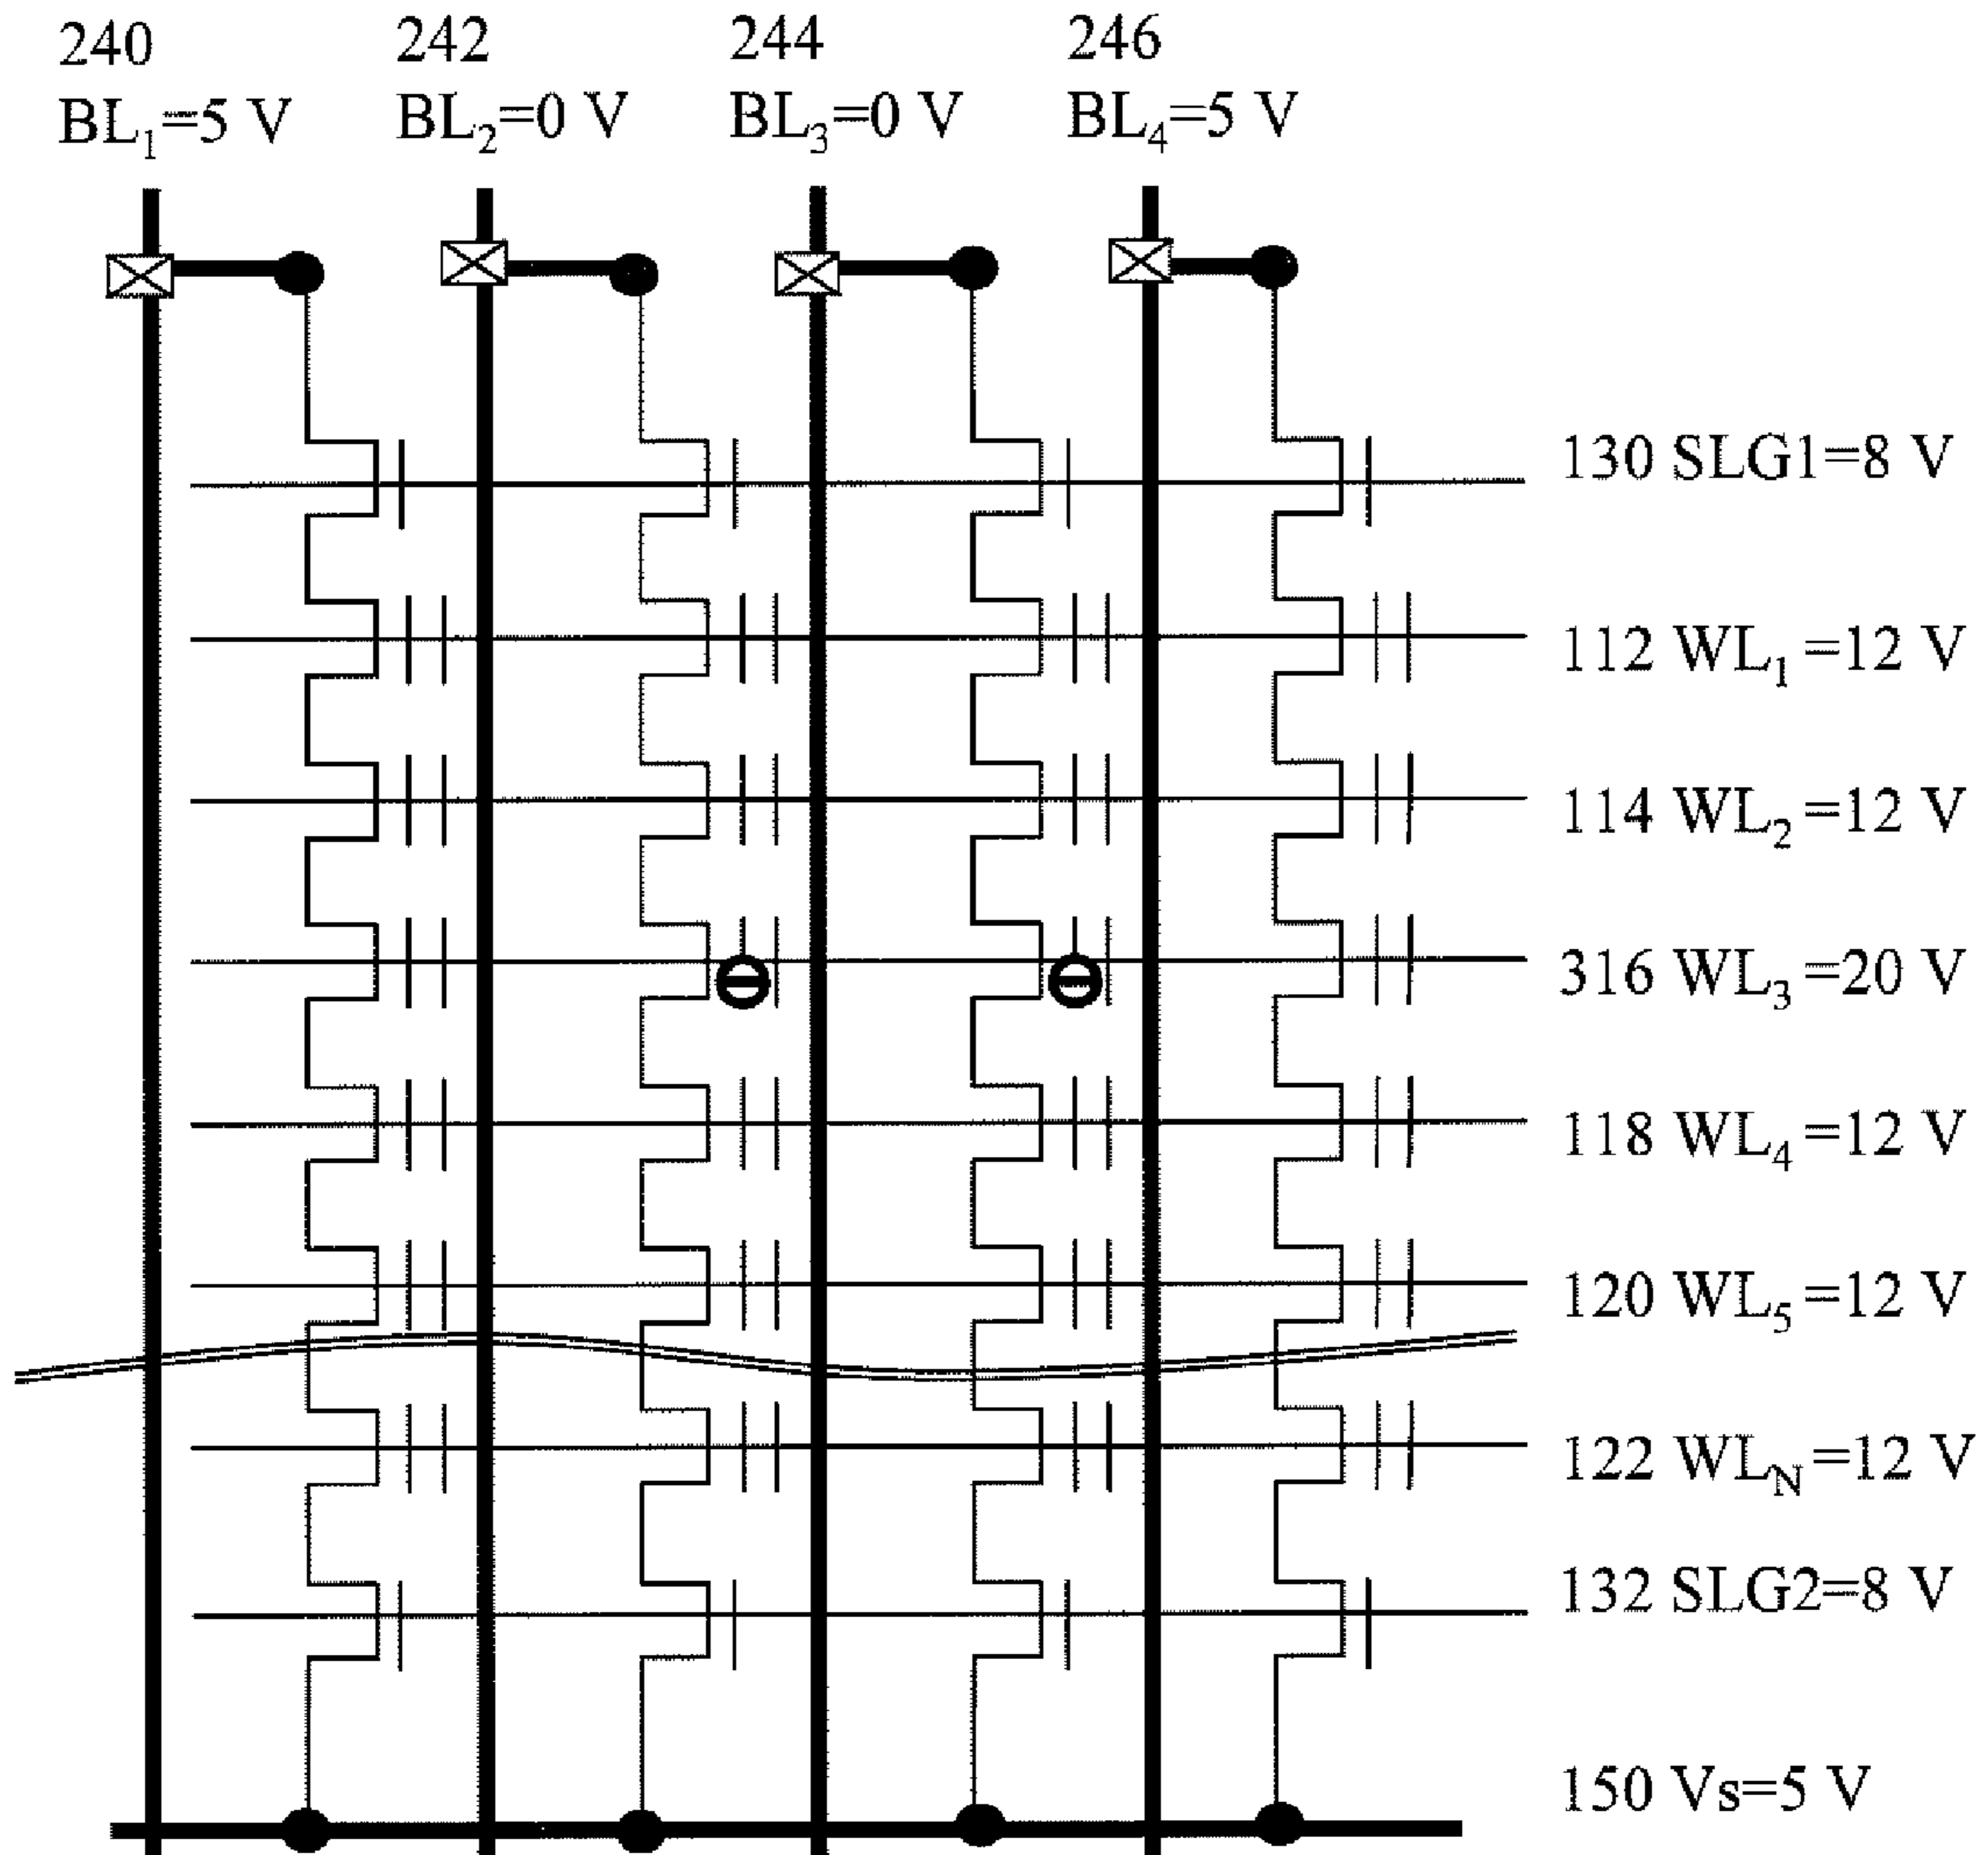 240 242 244 246
BL₁=5 V BL₂=0 V BL₃=0 V BL₄=5 V
130 SLG1=8 V
112 WL₁=12 V
114 WL₂=12 V
316 WL₃=20 V
118 WL₄=12 V
120 WL₅=12 V
122 WL_N=12 V
132 SLG2=8 V
150 Vs=5 V